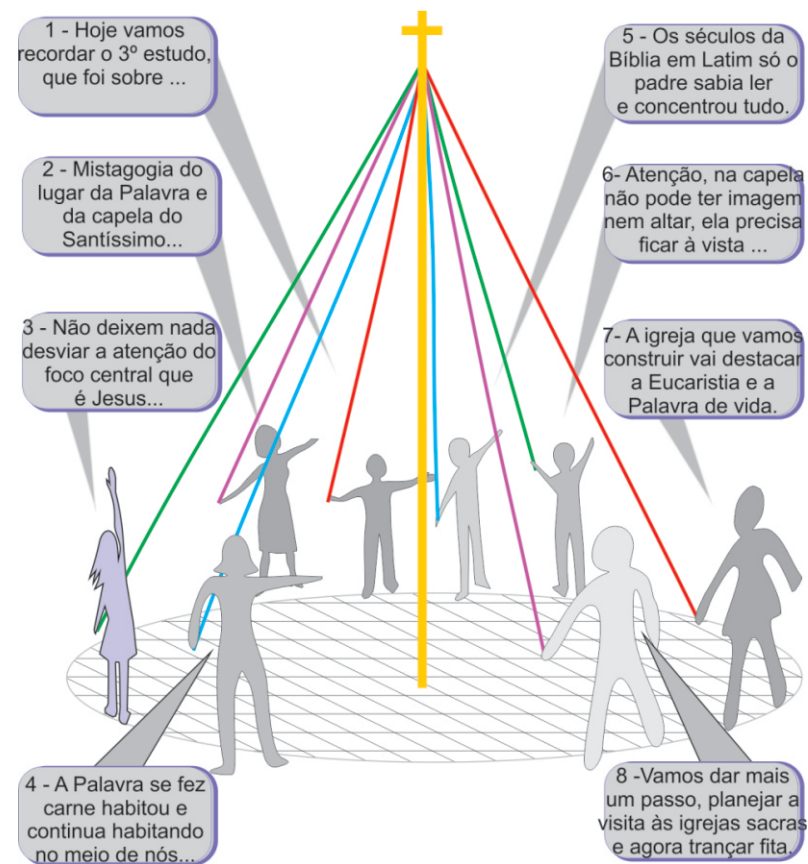 1 - Hoje vamos
recordar o 3º estudo,
que foi sobre ...
2 - Mistagogia do
lugar da Palavra e
da capela do
Santíssimo...
3 - Não deixem nada
desviar a atenção do
foco central que
é Jesus...
4 - A Palavra se fez
carne habitou e
continua habitando
no meio de nós...
5 - Os séculos da
Bíblia em Latim só o
padre sabia ler
e concentrou tudo.
6- Atenção, na capela
não pode ter imagem
nem altar, ela precisa
ficar à vista ...
7- A igreja que vamos
construir vai destacar
a Eucaristia e a
Palavra de vida.
8 -Vamos dar mais
um passo, planejar a
visita às igrejas sacras
e agora trançar fita.